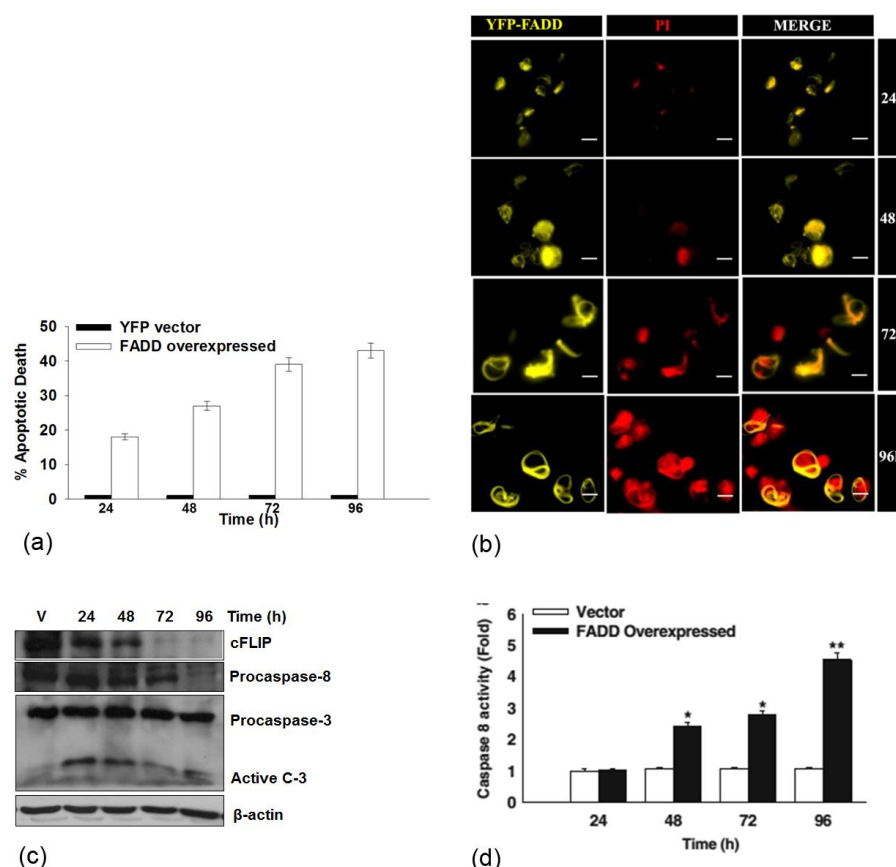 YFP vector
FADD overexpressed
% Apoptotic Death
50
40
30
20
10
0
24 48 72 96
Time (h)
(a)
YFP-FADD PI MERGE
24
48
72
96
(b)
V 24 48 72 96 Time (h)
cFLIP
Procaspase-8
Procaspase-3
Active C-3
β-actin
(c)
Vector
FADD Overexpressed
Caspase 8 activity (Fold)
6
5
4
3
2
1
0
* * **
24 48 72 96
Time (h)
(d)